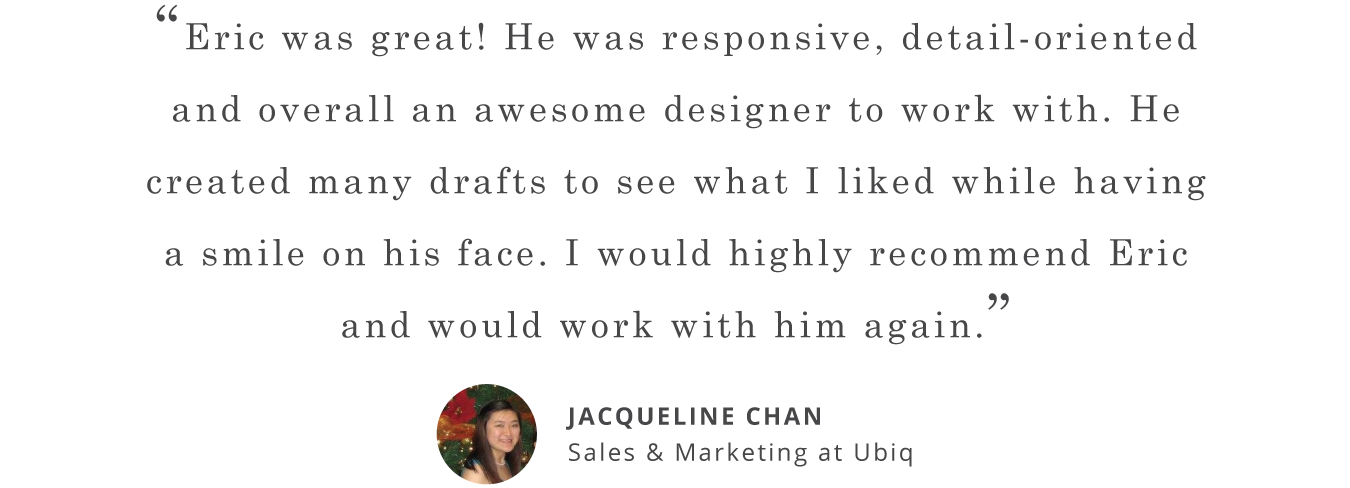 “Eric was great! He was responsive, detail-oriented
and overall an awesome designer to work with. He
created many drafts to see what I liked while having
a smile on his face. I would highly recommend Eric
and would work with him again.”
JACQUELINE CHAN
Sales & Marketing at Ubiq